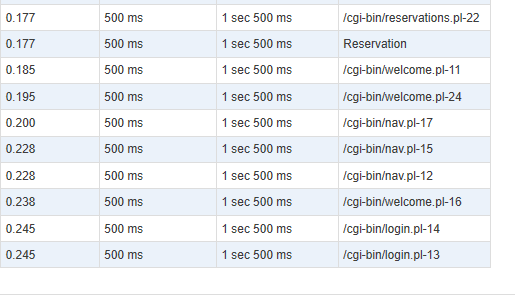 0.177 500 ms 1 sec 500 ms /cgi-bin/reservations.pl-22
0.177 500 ms 1 sec 500 ms Reservation
0.185 500 ms 1 sec 500 ms /cgi-bin/welcome.pl-11
0.195 500 ms 1 sec 500 ms /cgi-bin/welcome.pl-24
0.200 500 ms 1 sec 500 ms /cgi-bin/nav.pl-17
0.228 500 ms 1 sec 500 ms /cgi-bin/nav.pl-15
0.228 500 ms 1 sec 500 ms /cgi-bin/nav.pl-12
0.238 500 ms 1 sec 500 ms /cgi-bin/welcome.pl-16
0.245 500 ms 1 sec 500 ms /cgi-bin/login.pl-14
0.245 500 ms 1 sec 500 ms /cgi-bin/login.pl-13